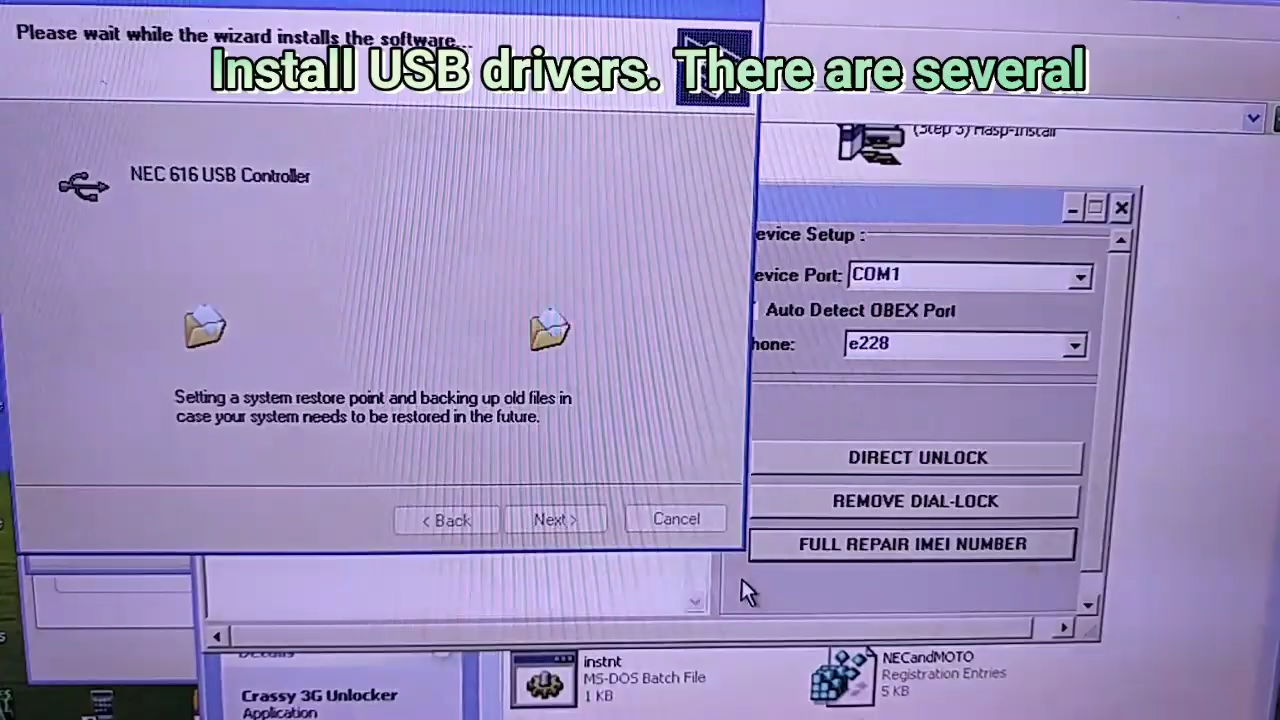 Please wait while the wizard installs the software...
Install USB drivers. There are several
(Step 3) Hasp-Install
NEC 616 USB Controller
evice Setup :
evice Port: COM1
Auto Detect OBEX Port
hone: e228
Setting a system restore point and backing up old files in
case your system needs to be restored in the future.
DIRECT UNLOCK
REMOVE DIAL-LOCK
< Back Next > Cancel
FULL REPAIR IMEI NUMBER
Details
instnt
MS-DOS Batch File
1 KB
NECandMOTO
Registration Entries
5 KB
Crassy 3G Unlocker
Application